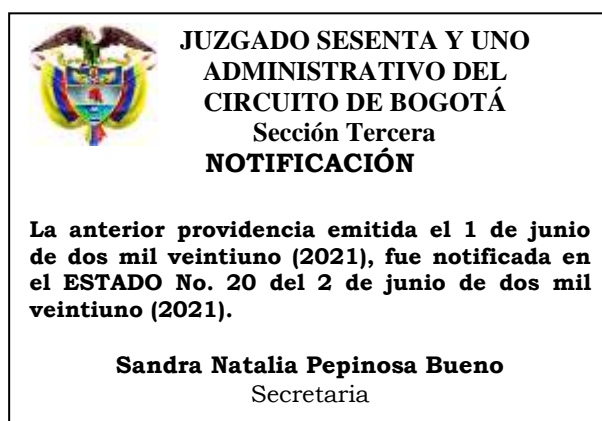 JUZGADO SESENTA Y UNO
ADMINISTRATIVO DEL
CIRCUITO DE BOGOTÁ
Sección Tercera
NOTIFICACIÓN
La anterior providencia emitida el 1 de junio
de dos mil veintiuno (2021), fue notificada en
el ESTADO No. 20 del 2 de junio de dos mil
veintiuno (2021).
Sandra Natalia Pepinosa Bueno
Secretaria